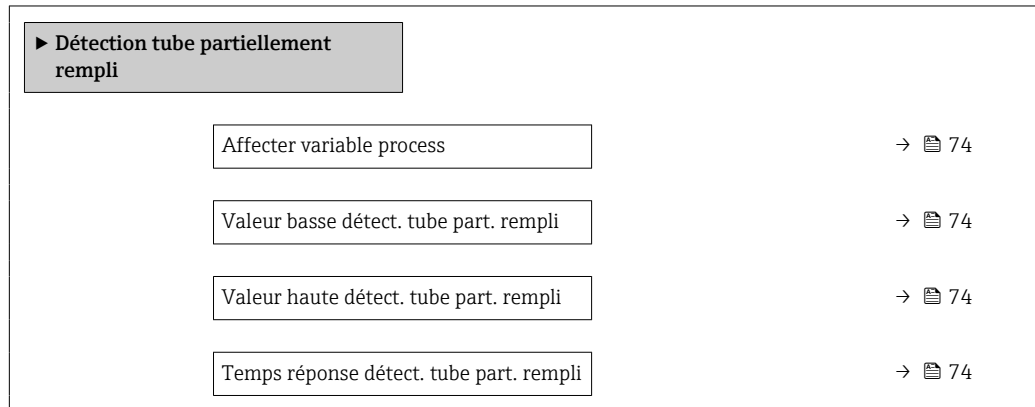 ▶ Détection tube partiellement
rempli
Affecter variable process → 74
Valeur basse détect. tube part. rempli → 74
Valeur haute détect. tube part. rempli → 74
Temps réponse détect. tube part. rempli → 74